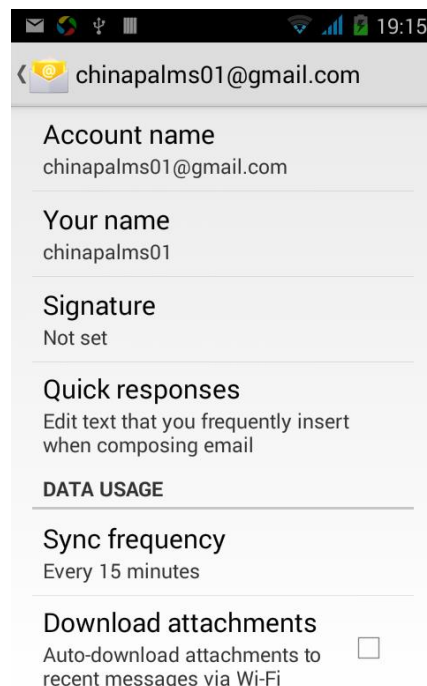 19:15
chinapalms01@gmail.com
Account name
chinapalms01@gmail.com
Your name
chinapalms01
Signature
Not set
Quick responses
Edit text that you frequently insert
when composing email
DATA USAGE
Sync frequency
Every 15 minutes
Download attachments
Auto-download attachments to
recent messages via Wi-Fi